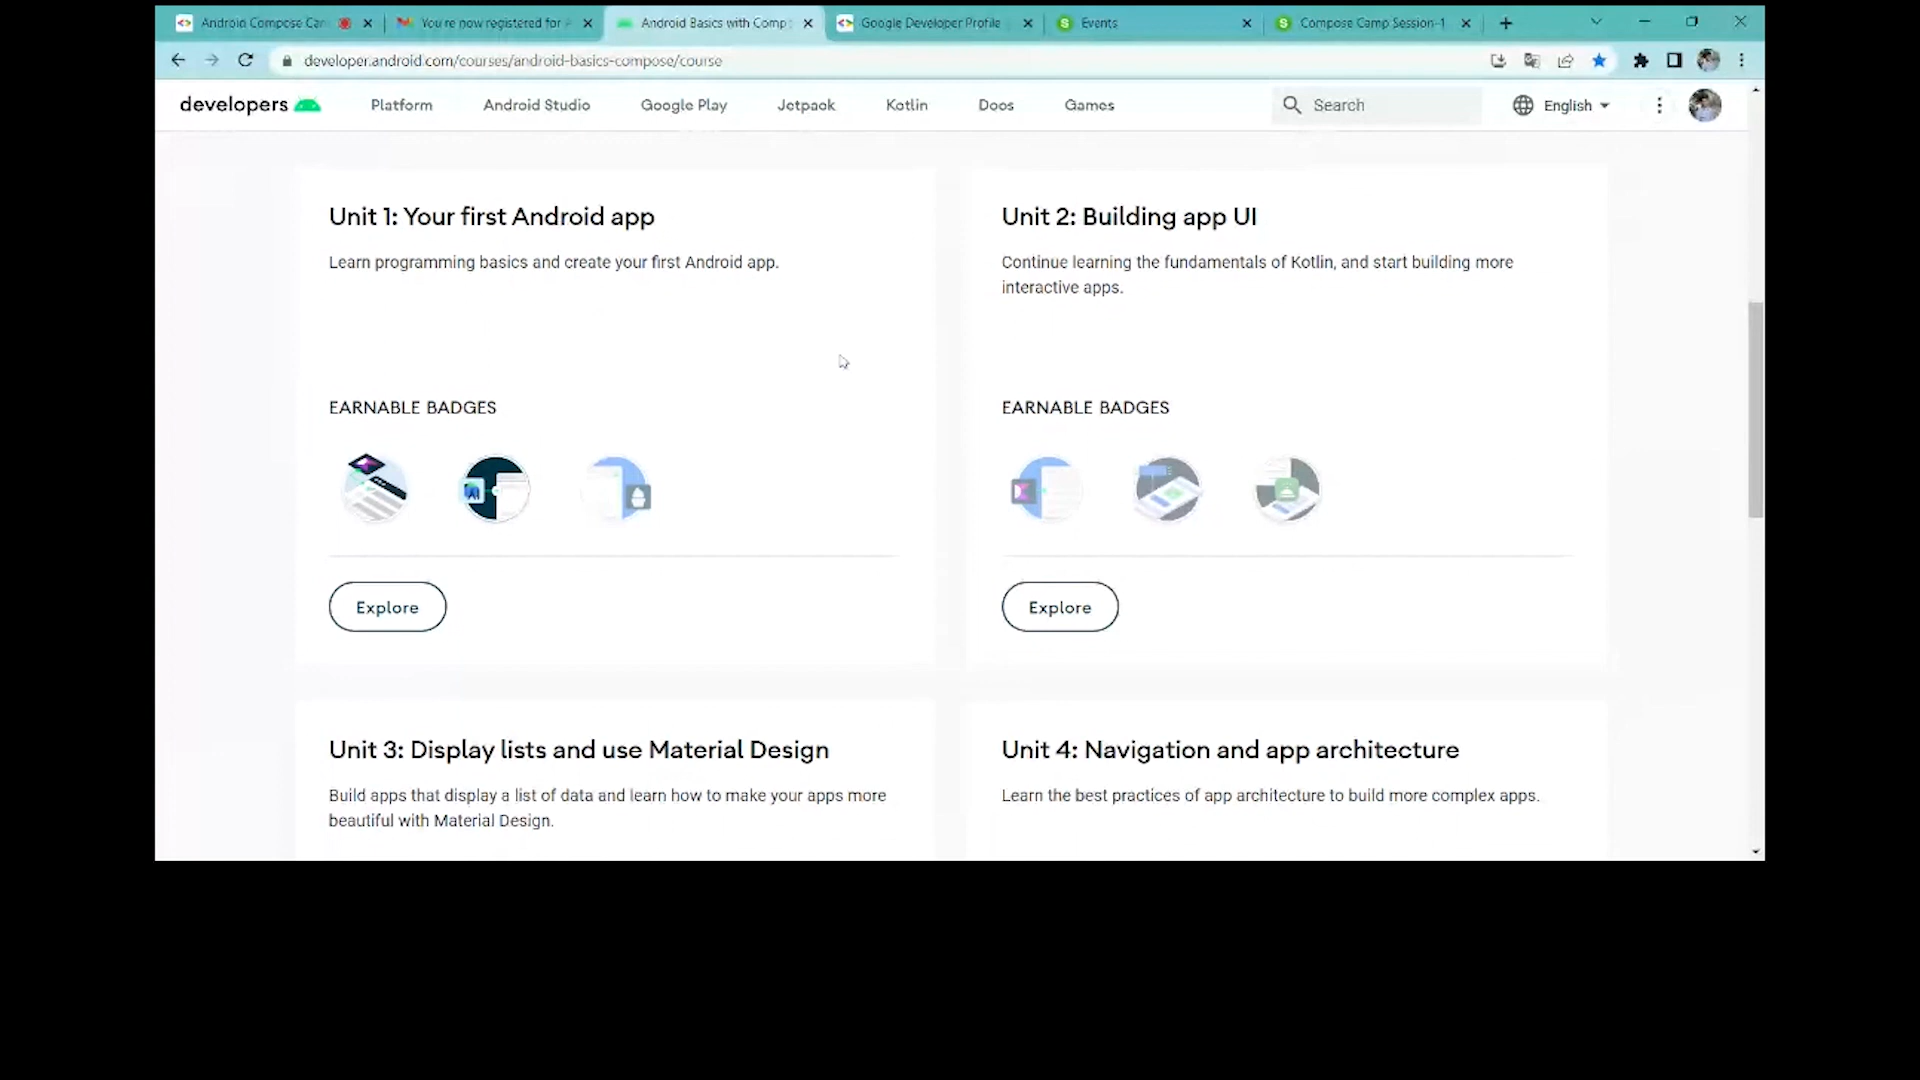 Android Compose Car
You're now registered for
Android Basics with Comp
Google Developer Profile
Events
Compose Camp Session-1
developer.android.com/courses/android-basics-compose/course
developers
Platform
Android Studio
Google Play
Jetpack
Kotlin
Docs
Games
Search
English
Unit 1: Your first Android app
Learn programming basics and create your first Android app.
EARNABLE BADGES
Explore
Unit 2: Building app UI
Continue learning the fundamentals of Kotlin, and start building more
interactive apps.
EARNABLE BADGES
Explore
Unit 3: Display lists and use Material Design
Build apps that display a list of data and learn how to make your apps more
beautiful with Material Design.
Unit 4: Navigation and app architecture
Learn the best practices of app architecture to build more complex apps.